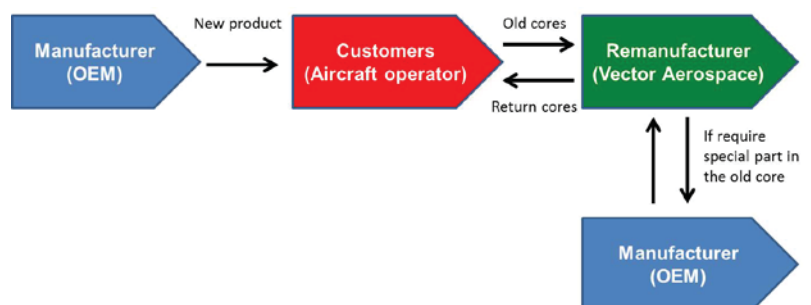 New product
Old cores
Manufacturer
(OEM)
Customers
(Aircraft operator)
Remanufacturer
(Vector Aerospace)
Return cores
If require
special part in
the old core
Manufacturer
(OEM)